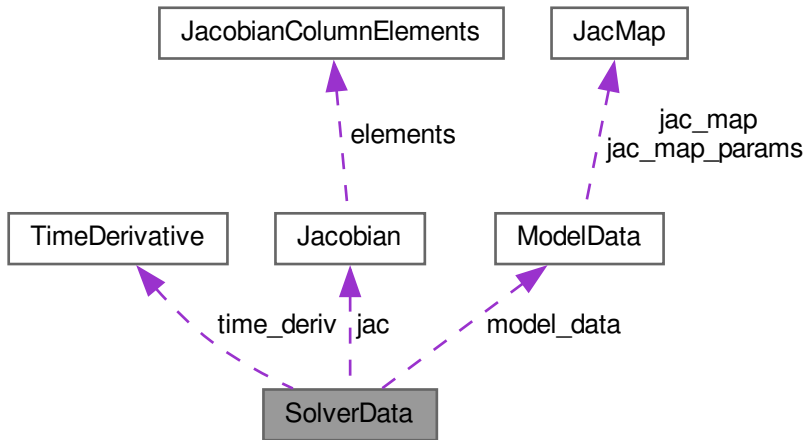 JacobianColumnElements
JacMap
elements
jac_map
jac_map_params
TimeDerivative
Jacobian
ModelData
time_deriv
jac
model_data
SolverData